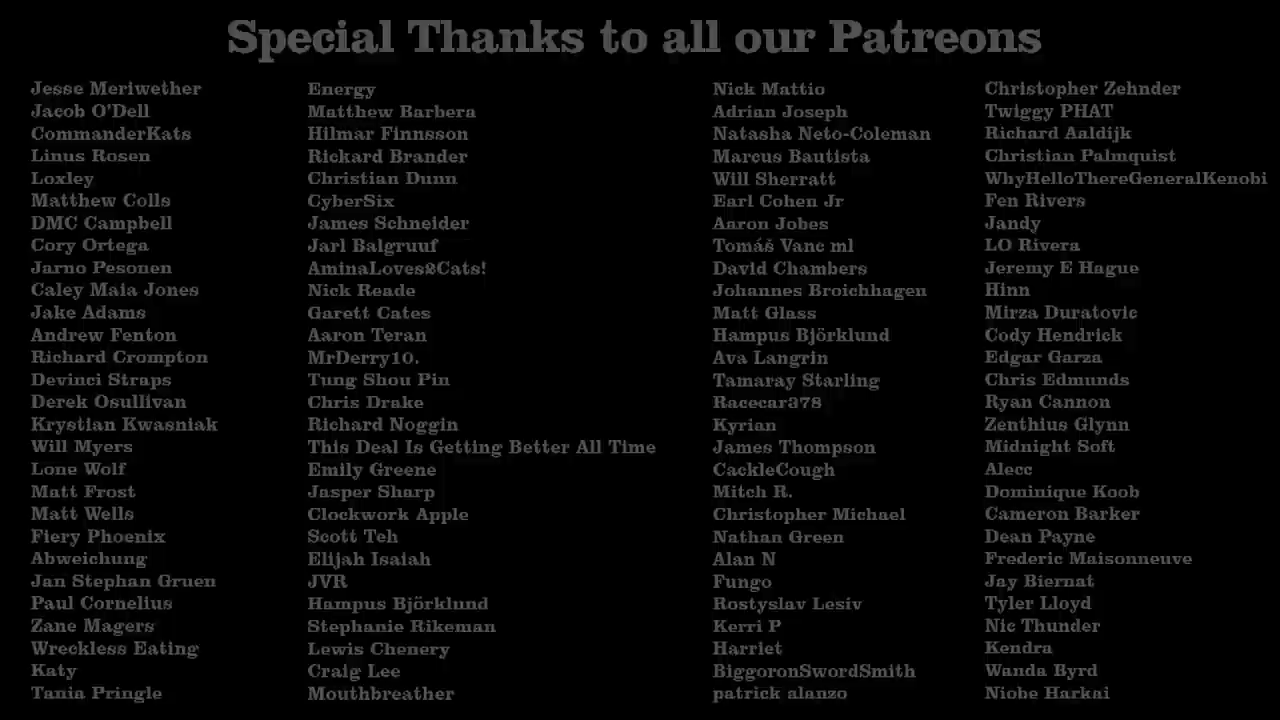 Special Thanks to all our Patreons
Jesse Meriwether
Jacob O'Dell
CommanderKats
Linus Rosen
Loxley
Matthew Colls
DMC Campbell
Cory Ortega
Jarno Pesonen
Caley Maia Jones
Jake Adams
Andrew Fenton
Richard Crompton
Devinci Straps
Derek Osullivan
Krystian Kwasniak
Will Myers
Lone Wolf
Matt Frost
Matt Wells
Fiery Phoenix
Abweichung
Jan Stephan Gruen
Paul Cornelius
Zane Magers
Wreckless Eating
Katy
Tania Pringle
Energy
Matthew Barbera
Hilmar Finnsson
Rickard Brander
Christian Dunn
CyberSix
James Schneider
Jarl Balgruuf
AminaLoves2Cats!
Nick Reade
Garett Cates
Aaron Teran
MrDerry10.
Tung Shou Pin
Chris Drake
Richard Noggin
This Deal Is Getting Better All Time
Emily Greene
Jasper Sharp
Clockwork Apple
Scott Teh
Elijah Isaiah
JVR
Hampus Björklund
Stephanie Rikeman
Lewis Chenery
Craig Lee
Mouthbreather
Nick Mattio
Adrian Joseph
Natasha Neto-Coleman
Marcus Bautista
Will Sherratt
Earl Cohen Jr
Aaron Jobes
Tomáš Vanc ml
David Chambers
Johannes Broichhagen
Matt Glass
Hampus Björklund
Ava Langrin
Tamaray Starling
Racecar378
Kyrian
James Thompson
CackleCough
Mitch R.
Christopher Michael
Nathan Green
Alan N
Fungo
Rostyslav Lesiv
Kerri P
Harriet
BiggoronSwordSmith
patrick alanzo
Christopher Zehnder
Twiggy PHAT
Richard Aaldijk
Christian Palmquist
WhyHelloThereGeneralKenobi
Fen Rivers
Jandy
LO Rivera
Jeremy E Hague
Hinn
Mirza Duratovic
Cody Hendrick
Edgar Garza
Chris Edmunds
Ryan Cannon
Zenthius Glynn
Midnight Soft
Alecc
Dominique Koob
Cameron Barker
Dean Payne
Frederic Maisonneuve
Jay Biernat
Tyler Lloyd
Nic Thunder
Kendra
Wanda Byrd
Niobe Harkai